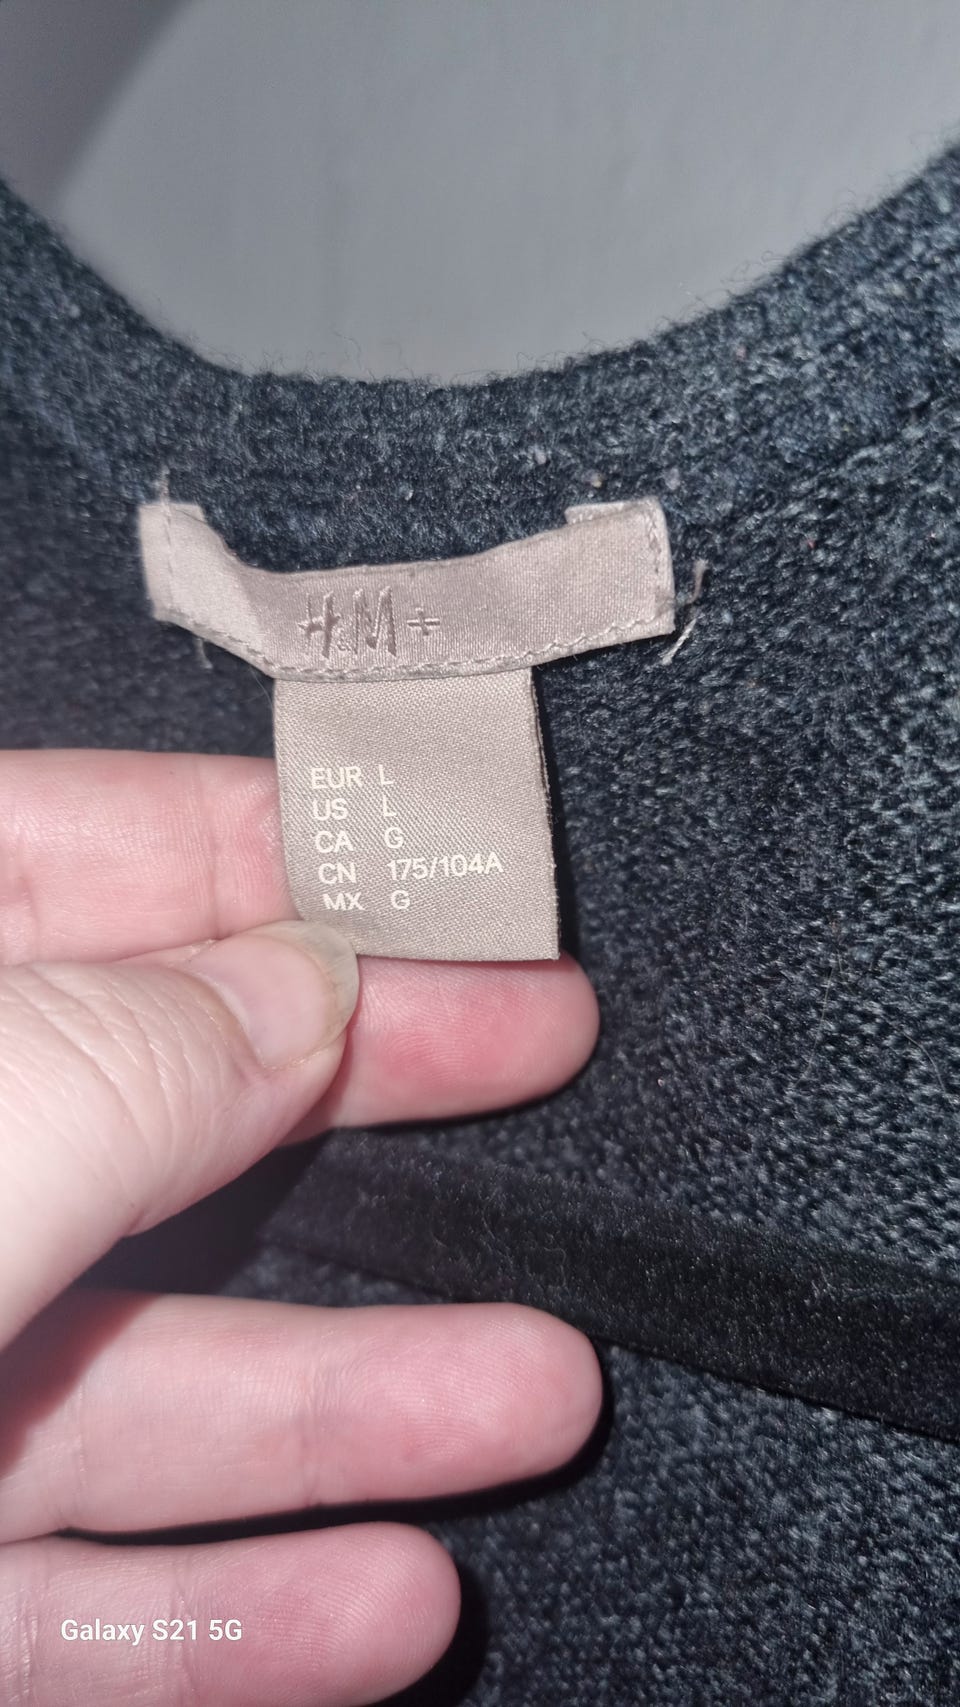 H&M+
EUR L
US L
CA G
CN 175/104A
MX G
Galaxy S21 5G